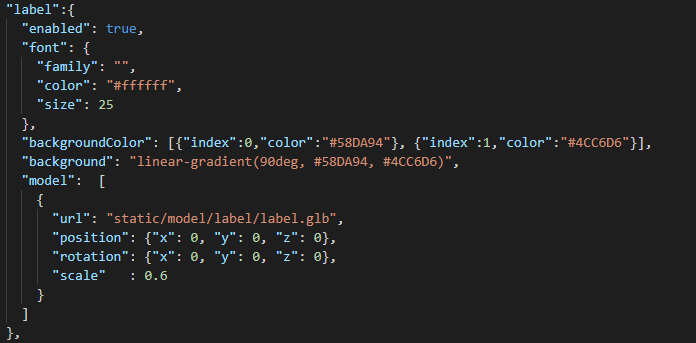 "label":{
"enabled": true,
"font": {
"family": "",
"color": "#ffffff",
"size": 25
},
"backgroundColor": [{"index":0,"color":"#58DA94"}, {"index":1,"color":"#4CC6D6"}],
"background": "linear-gradient(90deg, #58DA94, #4CC6D6)",
"model":  [
{
"url": "static/model/label/label.glb",
"position": {"x": 0, "y": 0, "z": 0},
"rotation": {"x": 0, "y": 0, "z": 0},
"scale"   : 0.6
}
]
},